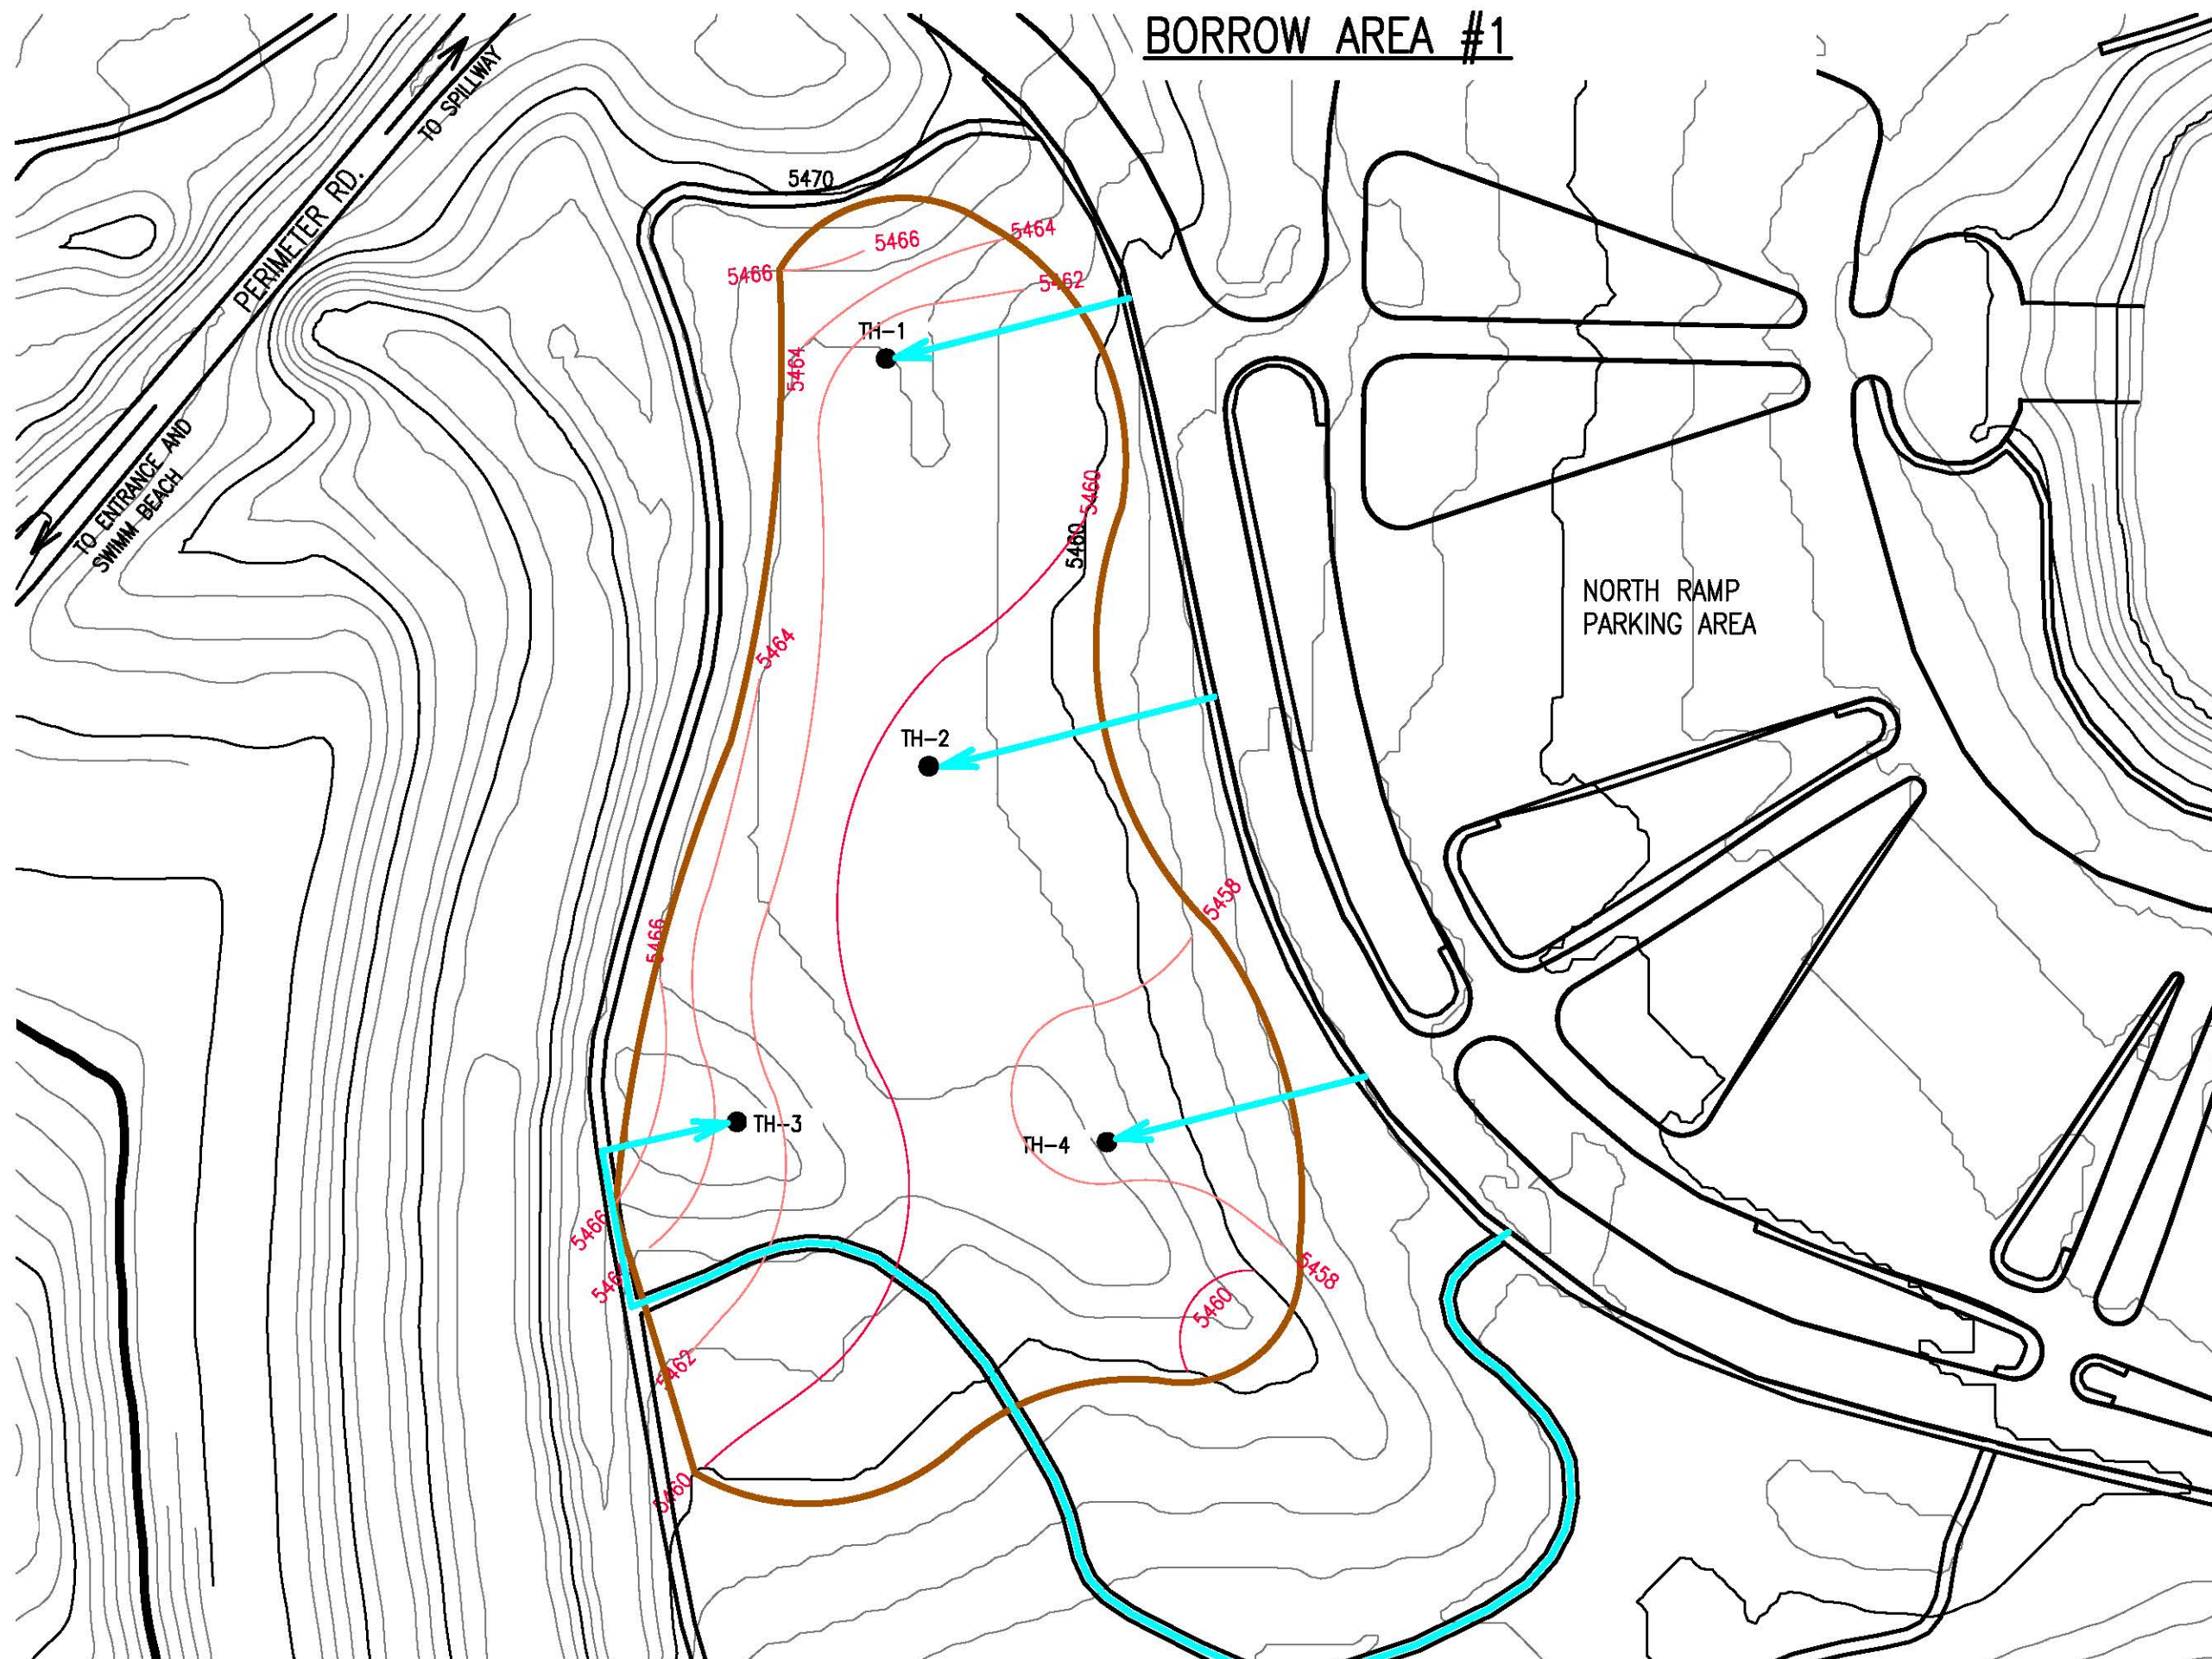 BORROW AREA #1
TO SPILLWAY
PERIMETER RD.
5470
5466
5464
5466
5462
TH-1
5464
TO ENTRANCE AND
SWIMM BEACH
5460
5460
NORTH RAMP
PARKING AREA
5464
TH-2
5458
5466
TH-3
TH-4
5466
5458
5460
5462
5460